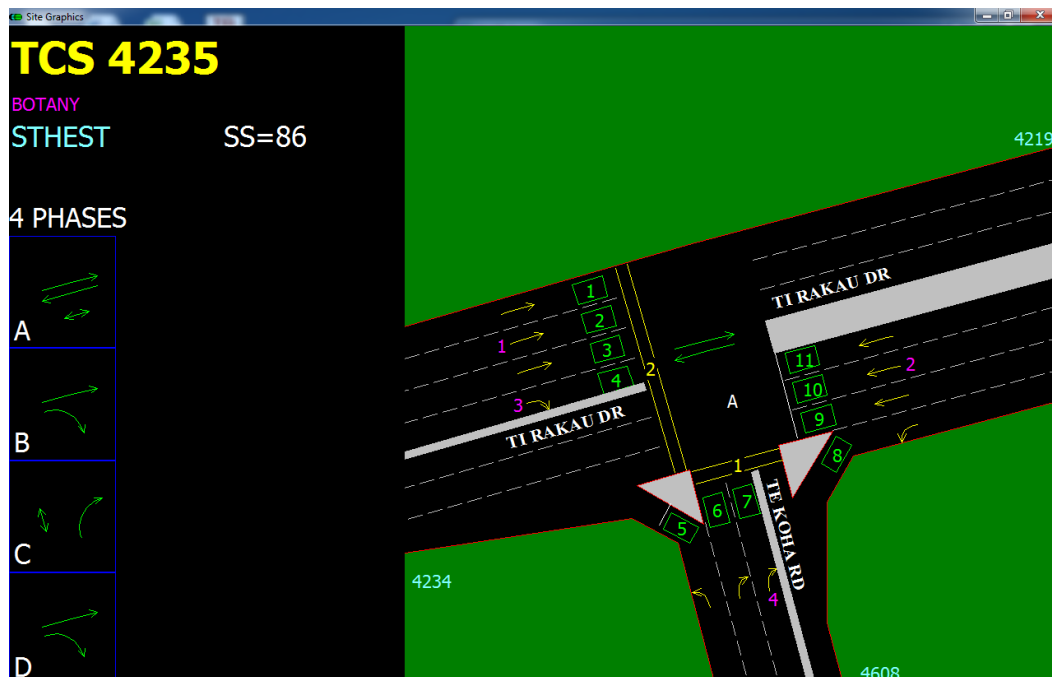 Site Graphics
TCS 4235
BOTANY
STHEST SS=86
4 PHASES
A
B
C
D
4219
TI RAKAU DR
1
2
3
4
1
2
3
TI RAKAU DR
A
11
10
9
2
8
1
5
6
7
TE KOHA RD
4
4234
4608